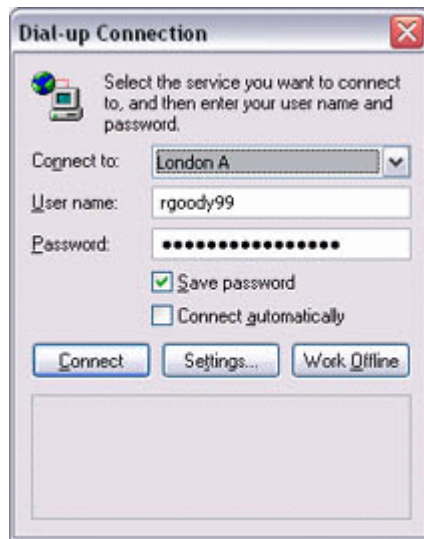 Dial-up Connection
Select the service you want to connect
to, and then enter your user name and
password.
Connect to: London A
User name: rgoody99
Password: ●●●●●●●●●●●●●●●●
Save password
Connect automatically
Connect Settings... Work Offline